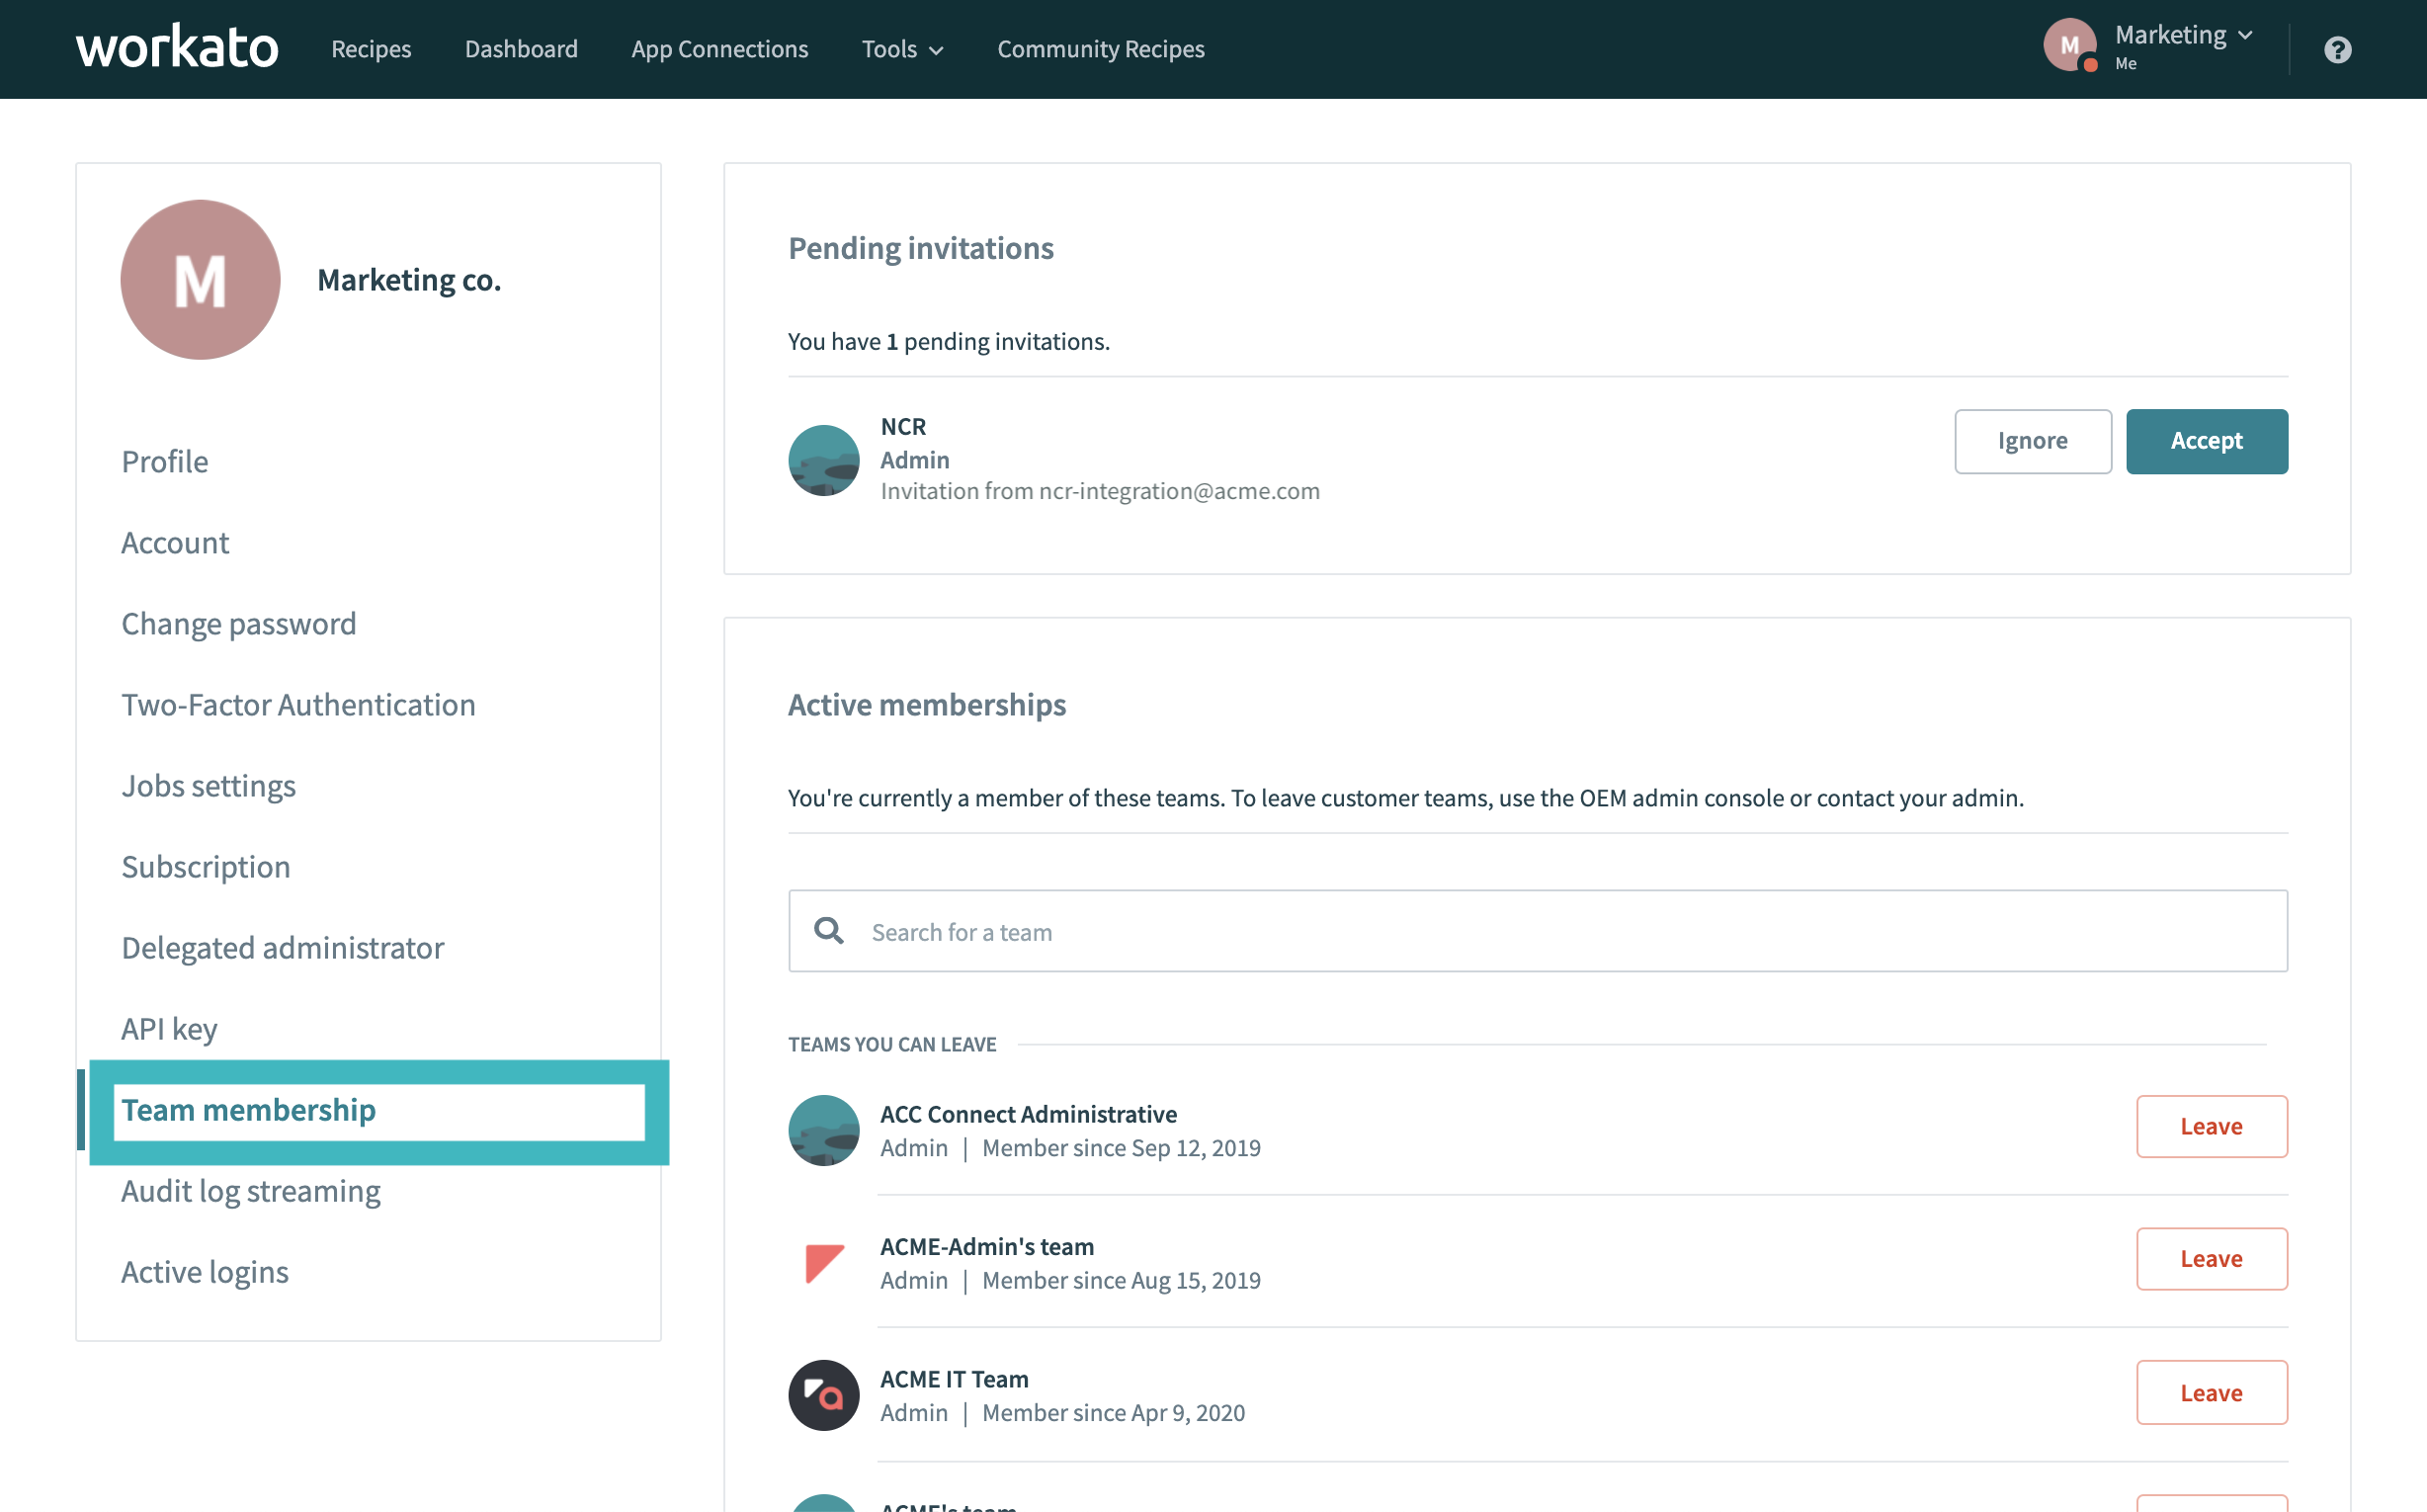 workato
Recipes
Dashboard
App Connections
Tools
Community Recipes
M
Marketing
Me
?
M
Marketing co.
Profile
Account
Change password
Two-Factor Authentication
Jobs settings
Subscription
Delegated administrator
API key
Team membership
Audit log streaming
Active logins
Pending invitations
You have 1 pending invitations.
NCR
Admin
Invitation from ncr-integration@acme.com
Ignore
Accept
Active memberships
You're currently a member of these teams. To leave customer teams, use the OEM admin console or contact your admin.
Search for a team
TEAMS YOU CAN LEAVE
ACC Connect Administrative
Admin | Member since Sep 12, 2019
Leave
ACME-Admin's team
Admin | Member since Aug 15, 2019
Leave
a
ACME IT Team
Admin | Member since Apr 9, 2020
Leave
ACME's team